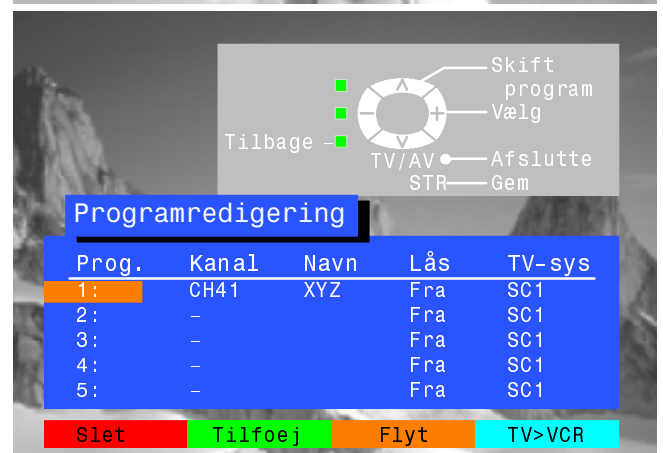 Skift
program
Vælg
Tilbage
TV/AV
Afslutte
STR
Gem
Programredigering
Prog. Kanal Navn Lås TV-sys
1: CH41 XYZ Fra SC1
2: – Fra SC1
3: – Fra SC1
4: – Fra SC1
5: – Fra SC1
Slet Tilfoej Flyt TV>VCR